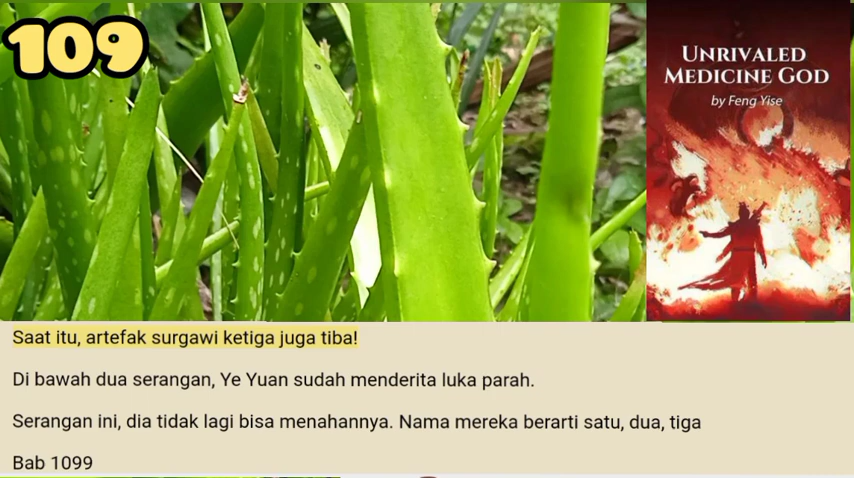 109
UNRIVALED
MEDICINE GOD
by Feng Yise
Saat itu, artefak surgawi ketiga juga tiba!
Di bawah dua serangan, Ye Yuan sudah menderita luka parah.
Serangan ini, dia tidak lagi bisa menahannya. Nama mereka berarti satu, dua, tiga
Bab 1099